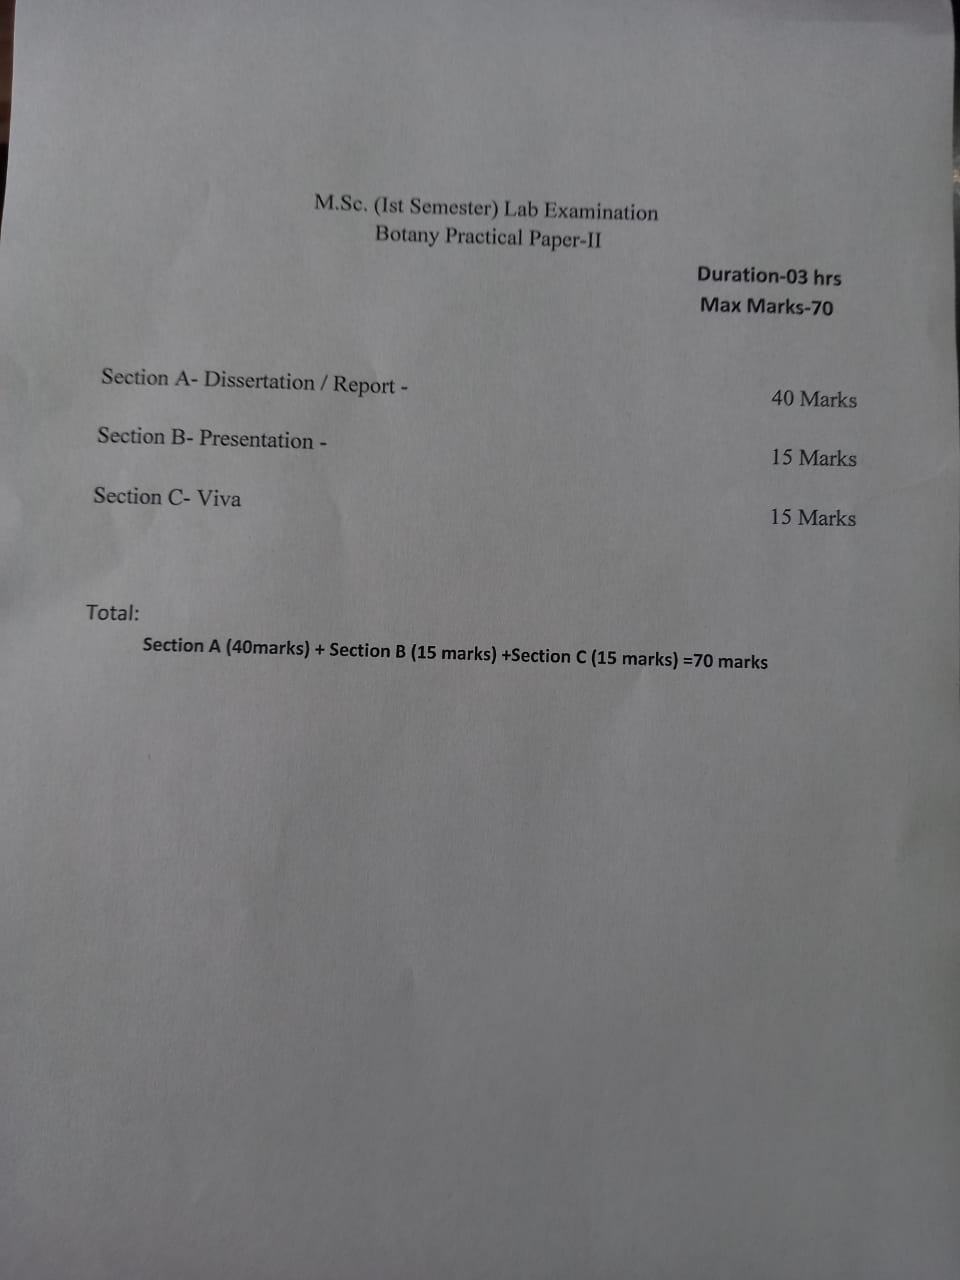 M.Sc. (Ist Semester) Lab Examination
Botany Practical Paper-II
Duration-03 hrs
Max Marks-70
Section A- Dissertation / Report -
40 Marks
Section B- Presentation -
15 Marks
Section C- Viva
15 Marks
Total:
Section A (40marks) + Section B (15 marks) +Section C (15 marks) =70 marks